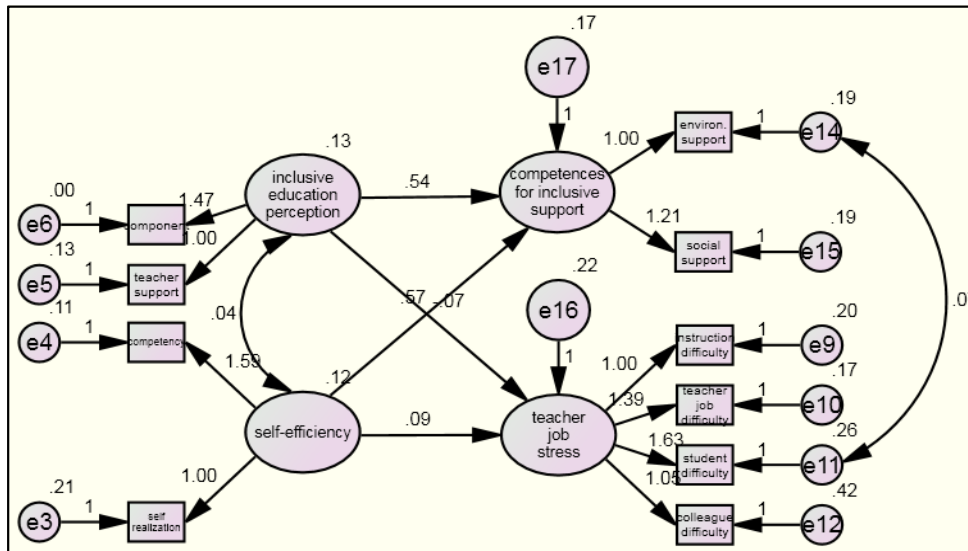 .17
e17
1
.19
e14
1
environ.
support
1.00
.13
inclusive
education
perception
.54
competences
for inclusive
support
.00
e6
1
component
1.47
1.00
1.21
social
support
1
.19
e15
.13
e5
1
teacher
support
.22
e16
1
.04
.57
-.07
.0
.11
e4
1
competency
1.59
.12
self-efficiency
.09
teacher
job
stress
1.00
1.39
1.63
1.05
nstruction
difficulty
1
.20
e9
teacher
job
difficulty
1
.17
e10
student
difficulty
1
.26
e11
colleague
difficulty
1
.42
e12
1.00
.21
e3
1
self
realization